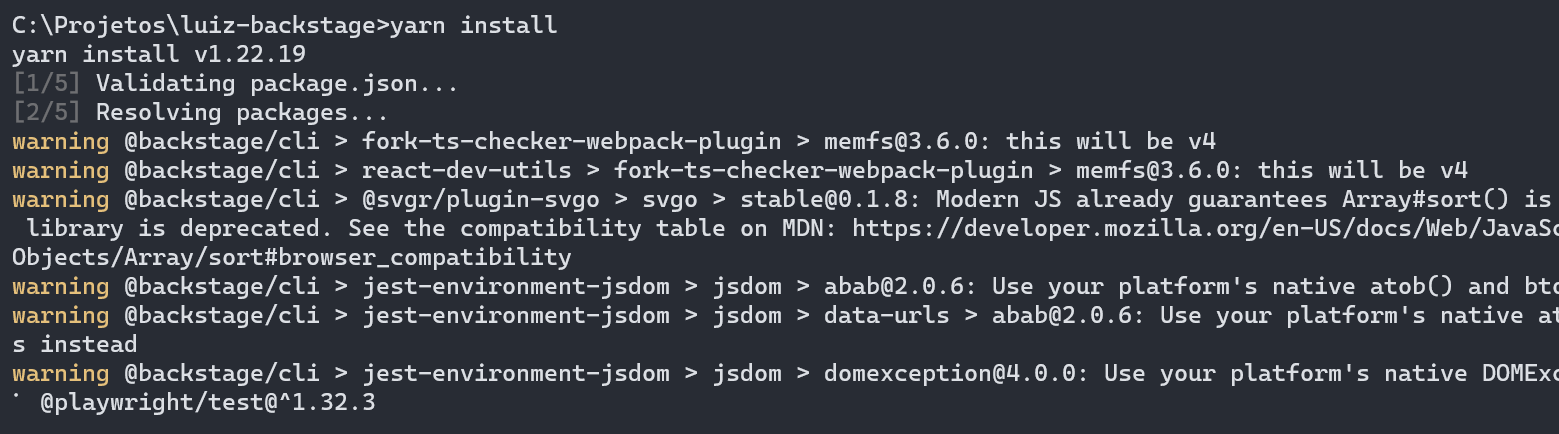 C:\Projetos\luiz-backstage>yarn install
yarn install v1.22.19
[1/5] Validating package.json...
[2/5] Resolving packages...
warning @backstage/cli > fork-ts-checker-webpack-plugin > memfs@3.6.0: this will be v4
warning @backstage/cli > react-dev-utils > fork-ts-checker-webpack-plugin > memfs@3.6.0: this will be v4
warning @backstage/cli > @svgr/plugin-svgo > svgo > stable@0.1.8: Modern JS already guarantees Array#sort() is
library is deprecated. See the compatibility table on MDN: https://developer.mozilla.org/en-US/docs/Web/JavaSc
Objects/Array/sort#browser_compatibility
warning @backstage/cli > jest-environment-jsdom > jsdom > abab@2.0.6: Use your platform's native atob() and bto
warning @backstage/cli > jest-environment-jsdom > jsdom > data-urls > abab@2.0.6: Use your platform's native at
s instead
warning @backstage/cli > jest-environment-jsdom > jsdom > domexception@4.0.0: Use your platform's native DOMExc
⠁ @playwright/test@^1.32.3